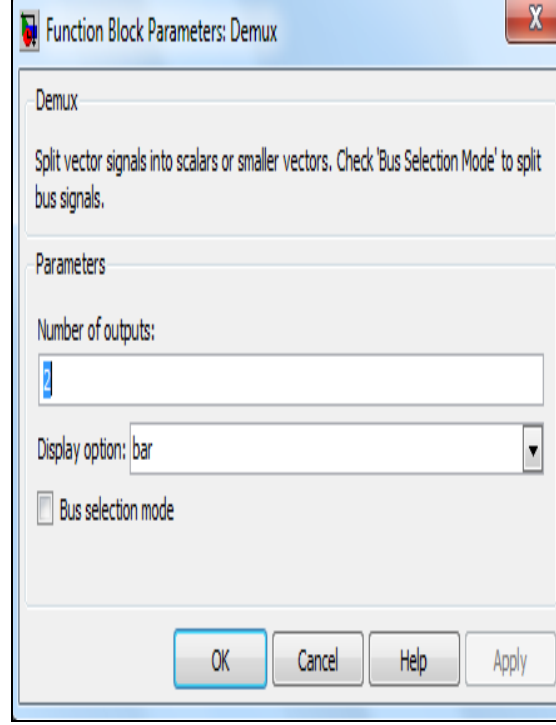 Function Block Parameters: Demux
X
Demux
Split vector signals into scalars or smaller vectors. Check 'Bus Selection Mode' to split
bus signals.
Parameters
Number of outputs:
2
Display option: bar
Bus selection mode
OK Cancel Help Apply